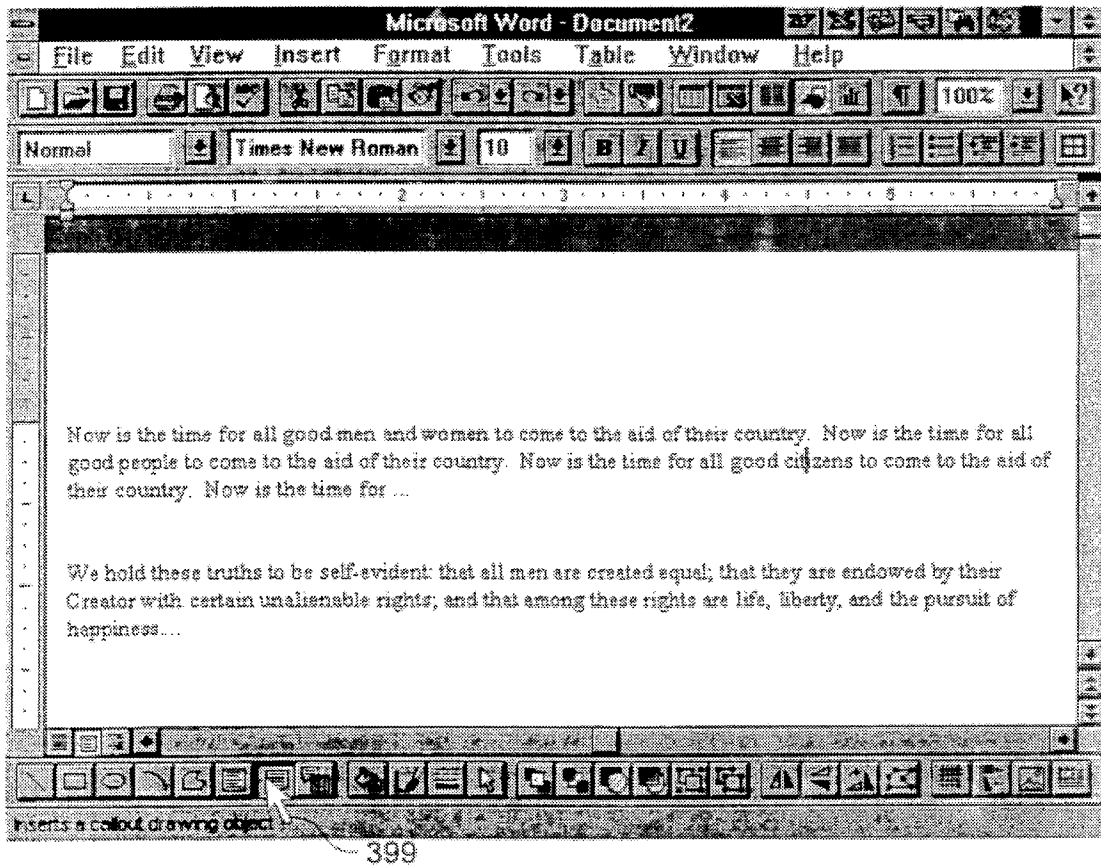 Microsoft Word - Document2
File Edit View Insert Format Tools Table Window Help
100%
Normal Times New Roman 10 B I U
1 2 3 4 5
Now is the time for all good men and women to come to the aid of their country. Now is the time for all
good people to come to the aid of their country. Now is the time for all good citizens to come to the aid of
their country. Now is the time for ...
We hold these truths to be self-evident: that all men are created equal; that they are endowed by their
Creator with certain unalienable rights; and that among these rights are life, liberty, and the pursuit of
happiness....
Inserts a callout drawing object
399